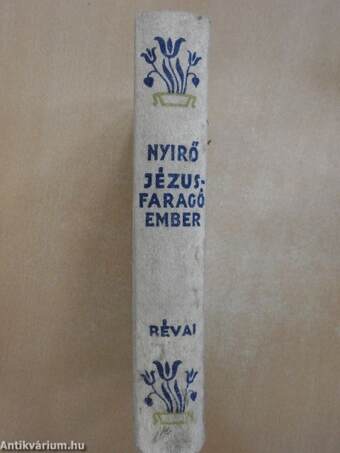 NYIRŐ
JÉZUS-
FARAGÓ
EMBER
RÉVAI
Antikvárium.hu